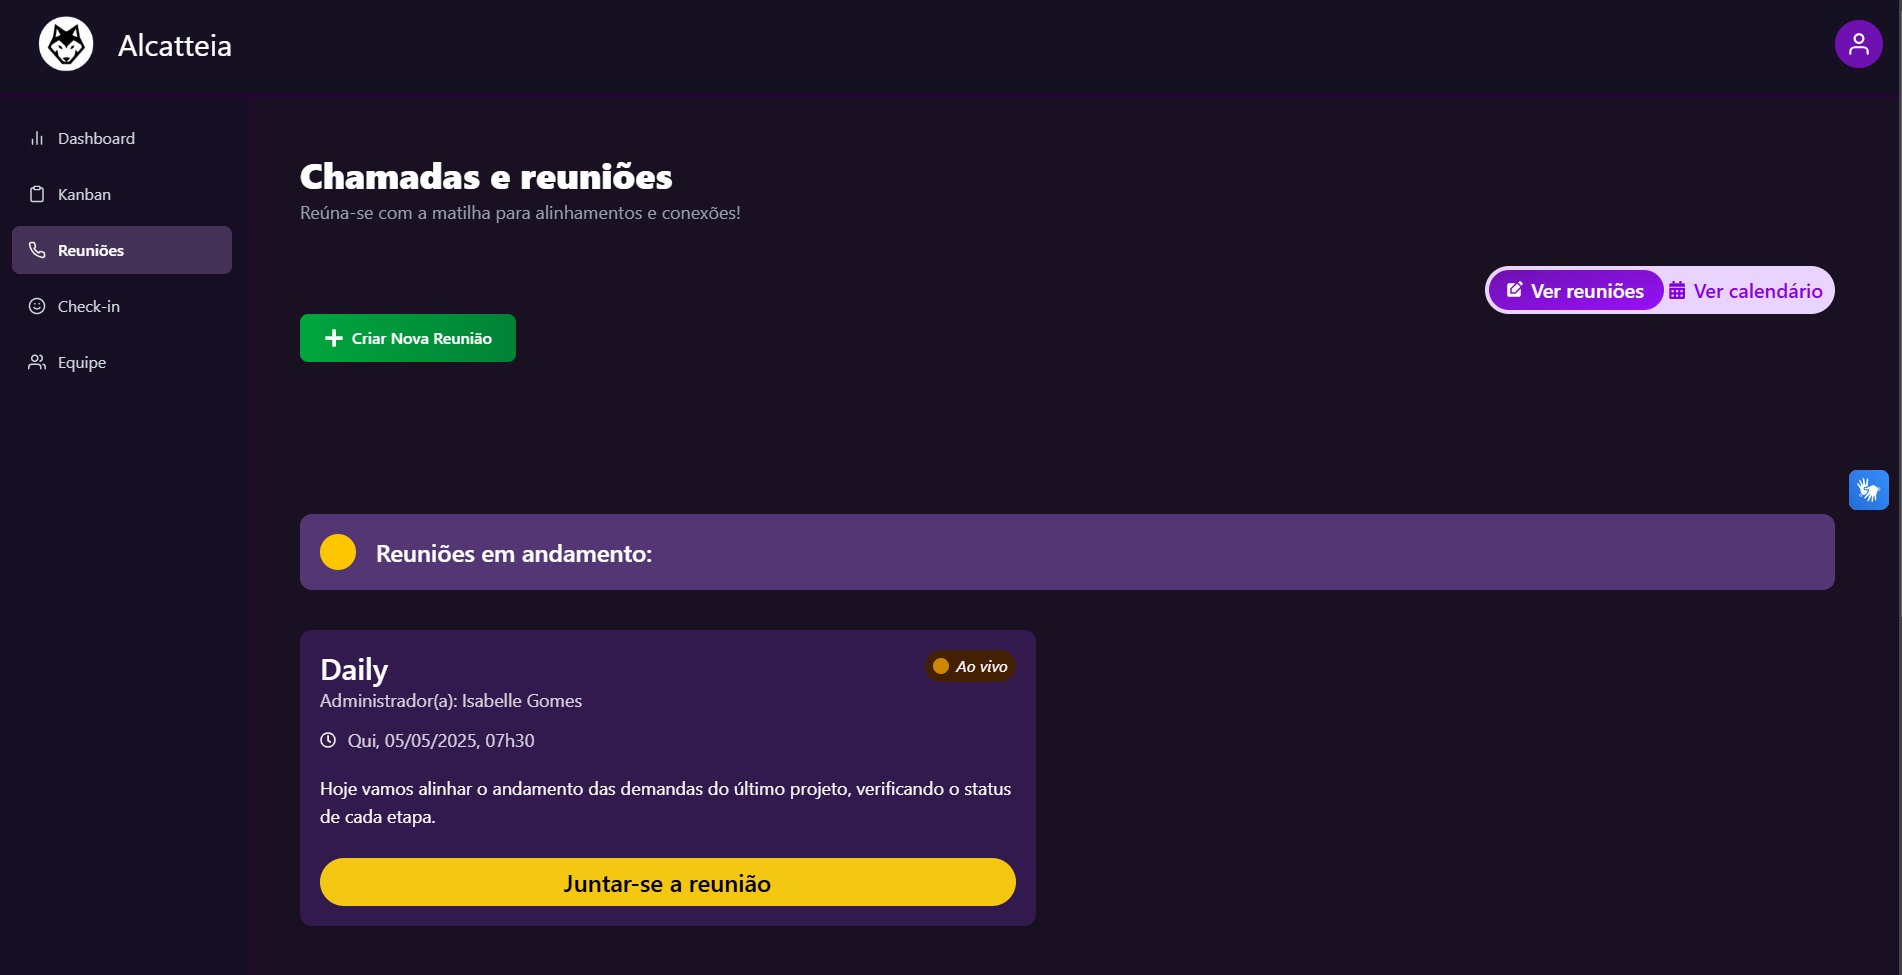 Alcatteia
Dashboard
Kanban
Reuniões
Check-in
Equipe
Chamadas e reuniões
Reúna-se com a matilha para alinhamentos e conexões!
Ver reuniões
Ver calendário
Criar Nova Reunião
Reuniões em andamento:
Daily
Ao vivo
Administrador(a): Isabelle Gomes
Qui, 05/05/2025, 07h30
Hoje vamos alinhar o andamento das demandas do último projeto, verificando o status
de cada etapa.
Juntar-se a reunião